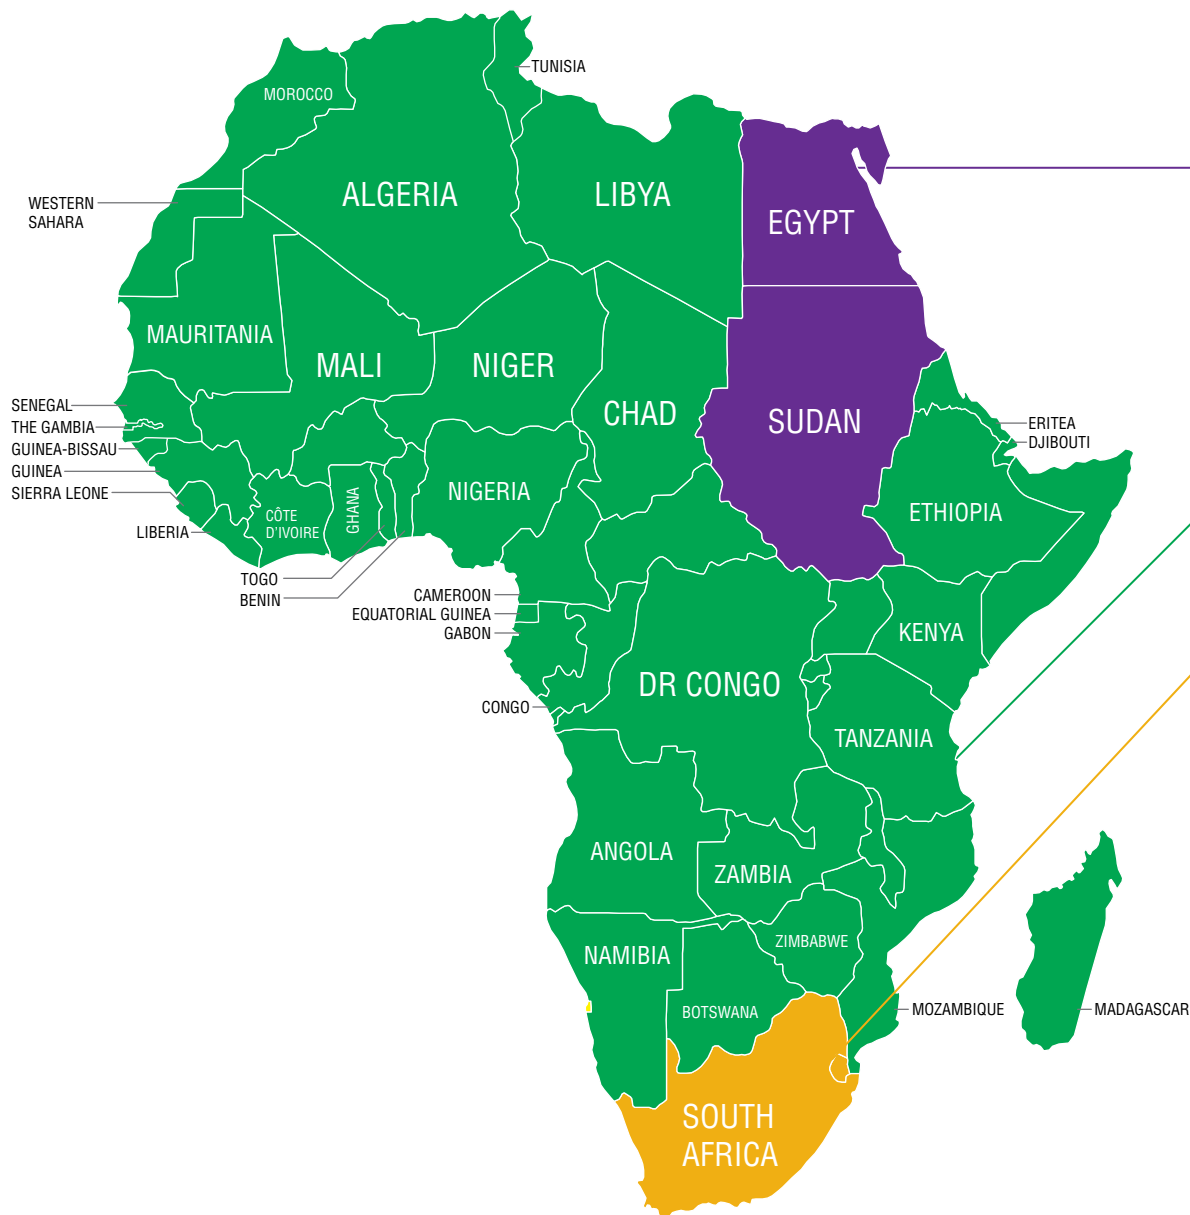 TUNISIA
MOROCCO
ALGERIA
LIBYA
WESTERN
SAHARA
EGYPT
MAURITANIA
MALI
NIGER
CHAD
SUDAN
SENEGAL
THE GAMBIA
GUINEA-BISSAU
GUINEA
SIERRA LEONE
LIBERIA
ERITEA
DJIBOUTI
NIGERIA
GHANA
CÔTE
D'IVOIRE
ETHIOPIA
TOGO
BENIN
CAMEROON
EQUATORIAL GUINEA
GABON
KENYA
DR CONGO
CONGO
TANZANIA
ANGOLA
ZAMBIA
ZIMBABWE
NAMIBIA
BOTSWANA
MOZAMBIQUE
MADAGASCAR
SOUTH
AFRICA